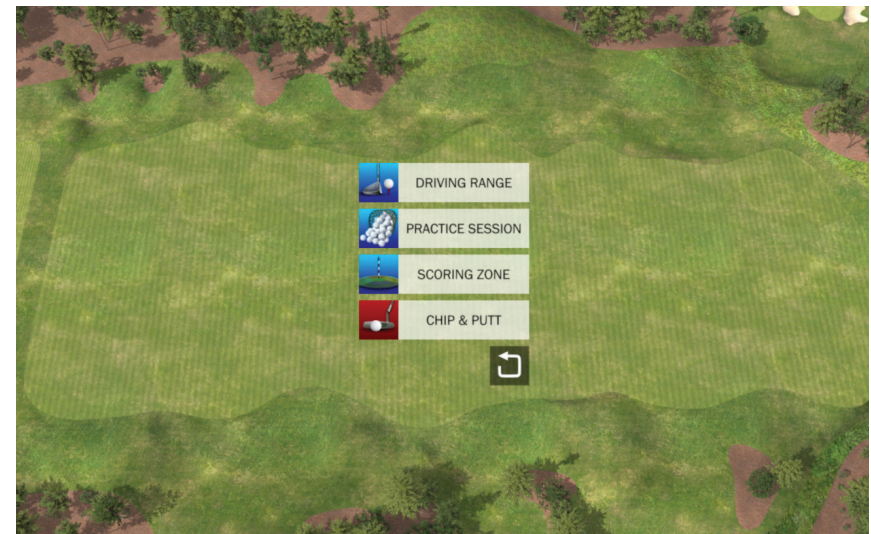 DRIVING RANGE
PRACTICE SESSION
SCORING ZONE
CHIP & PUTT